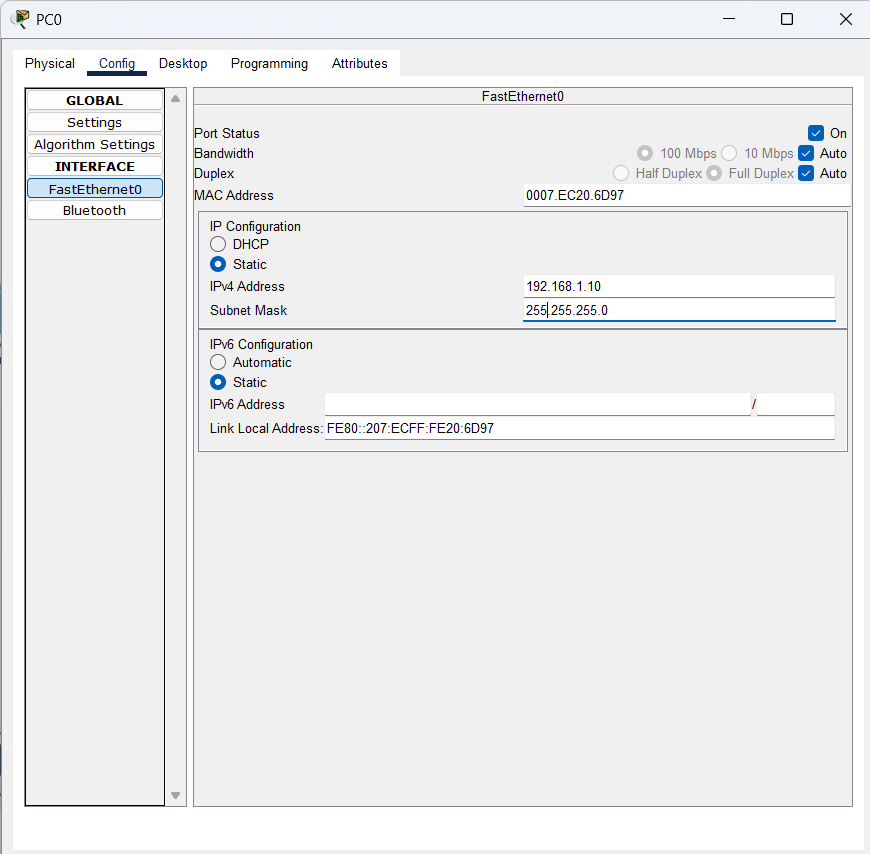 PC0
Physical Config Desktop Programming Attributes
GLOBAL
Settings
Algorithm Settings
INTERFACE
FastEthernet0
Bluetooth
FastEthernet0
Port Status On
Bandwidth 100 Mbps 10 Mbps Auto
Duplex Half Duplex Full Duplex Auto
MAC Address 0007.EC20.6D97
IP Configuration
DHCP
Static
IPv4 Address 192.168.1.10
Subnet Mask 255.255.255.0
IPv6 Configuration
Automatic
Static
IPv6 Address /
Link Local Address: FE80::207:ECFF:FE20:6D97